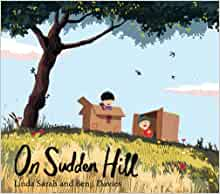 On Sudden Hill
Linda Sarah and Benji Davies